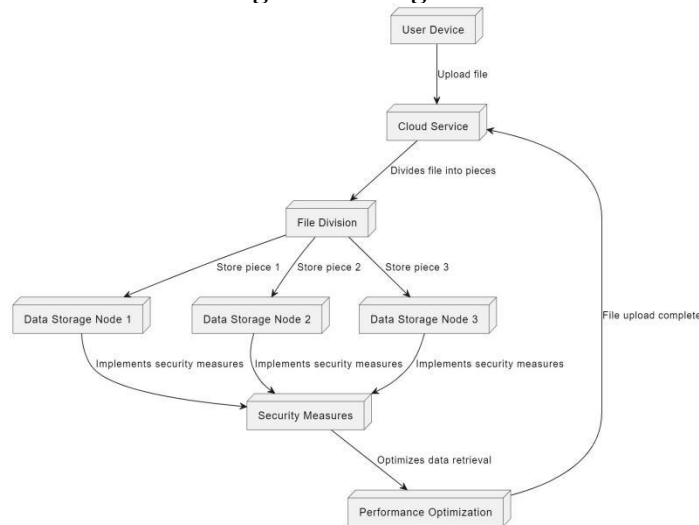 User Device
Upload file
Cloud Service
Divides file into pieces
File Division
Store piece 1
Store piece 2
Store piece 3
Data Storage Node 1
Data Storage Node 2
Data Storage Node 3
File upload complete
Implements security measures
Implements security measures
Implements security measures
Security Measures
Optimizes data retrieval
Performance Optimization